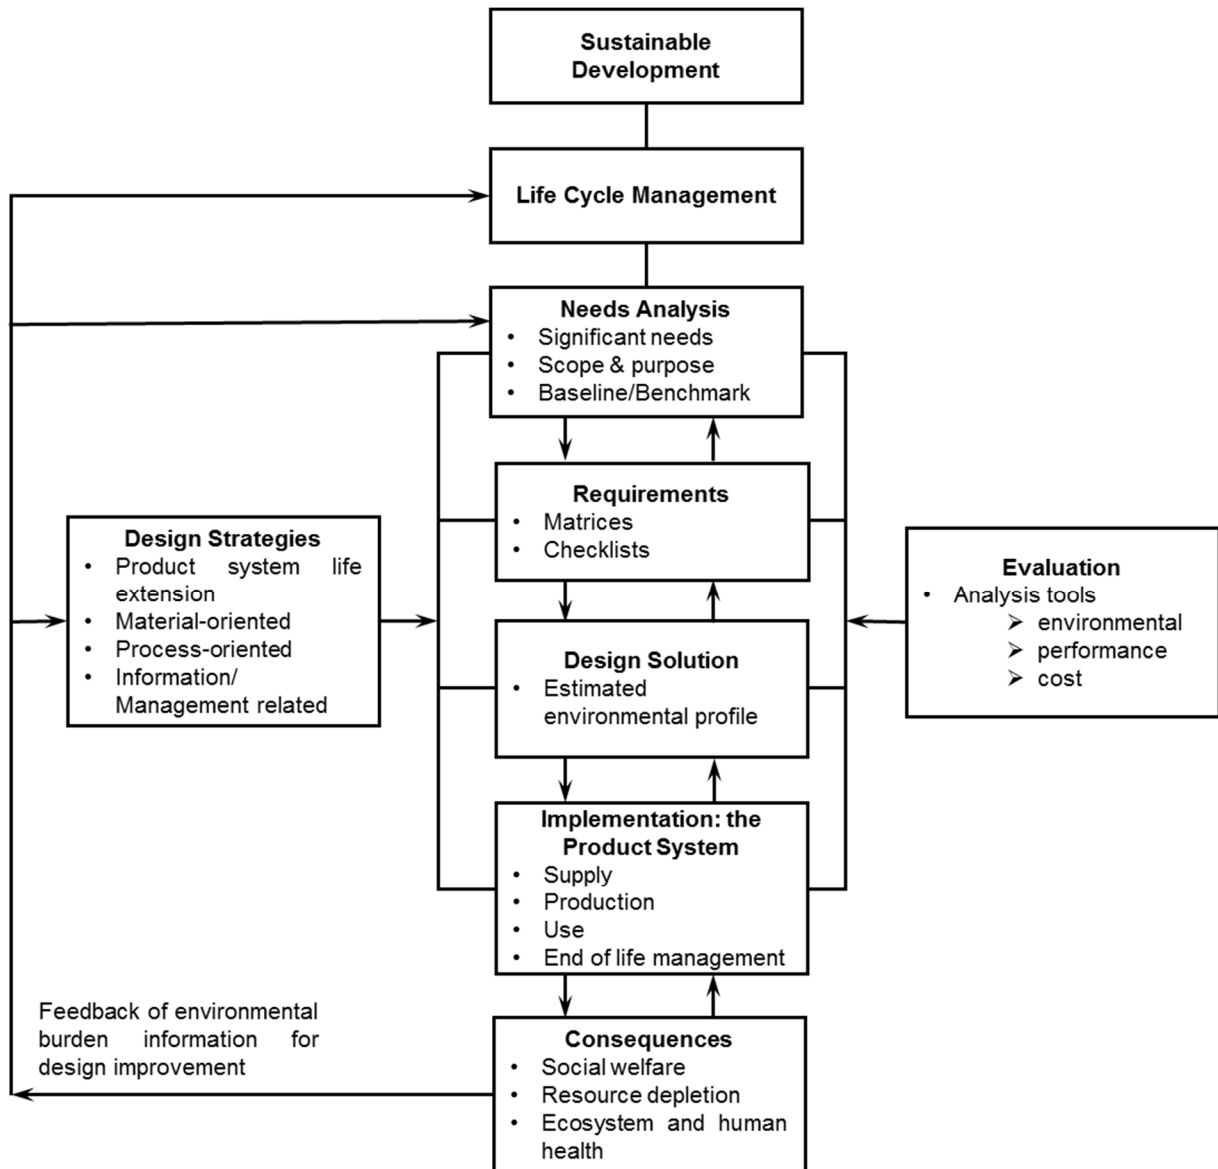 Sustainable
Development
Life Cycle Management
Needs Analysis
• Significant needs
• Scope & purpose
• Baseline/Benchmark
Requirements
• Matrices
• Checklists
Design Strategies
• Product system life
extension
• Material-oriented
• Process-oriented
• Information/
Management related
Evaluation
• Analysis tools
➢ environmental
➢ performance
➢ cost
Design Solution
• Estimated
environmental profile
Implementation: the
Product System
• Supply
• Production
• Use
• End of life management
Feedback of environmental
burden information for
design improvement
Consequences
• Social welfare
• Resource depletion
• Ecosystem and human
health